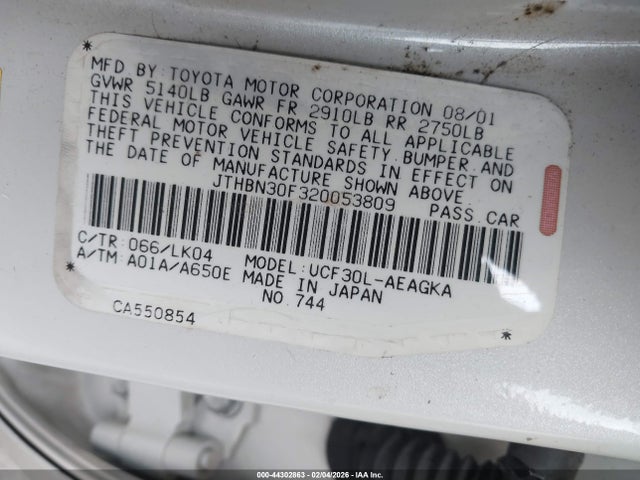 MFD BY: TOYOTA MOTOR CORPORATION 08/01
GVWR 5140LB GAWR FR 2910LB RR 2750LB
THIS VEHICLE CONFORMS TO ALL APPLICABLE
FEDERAL MOTOR VEHICLE SAFETY, BUMPER, AND
THEFT PREVENTION STANDARDS IN EFFECT ON
THE DATE OF MANUFACTURE SHOWN ABOVE.
JTHBN30F320053809 PASS. CAR
C/TR: 066/LK04 MODEL: UCF30L-AEAGKA
A/TM: A01A/A650E MADE IN JAPAN
NO. 744
CA550854
000-44302863 - 02/04/2026 - IAA Inc.